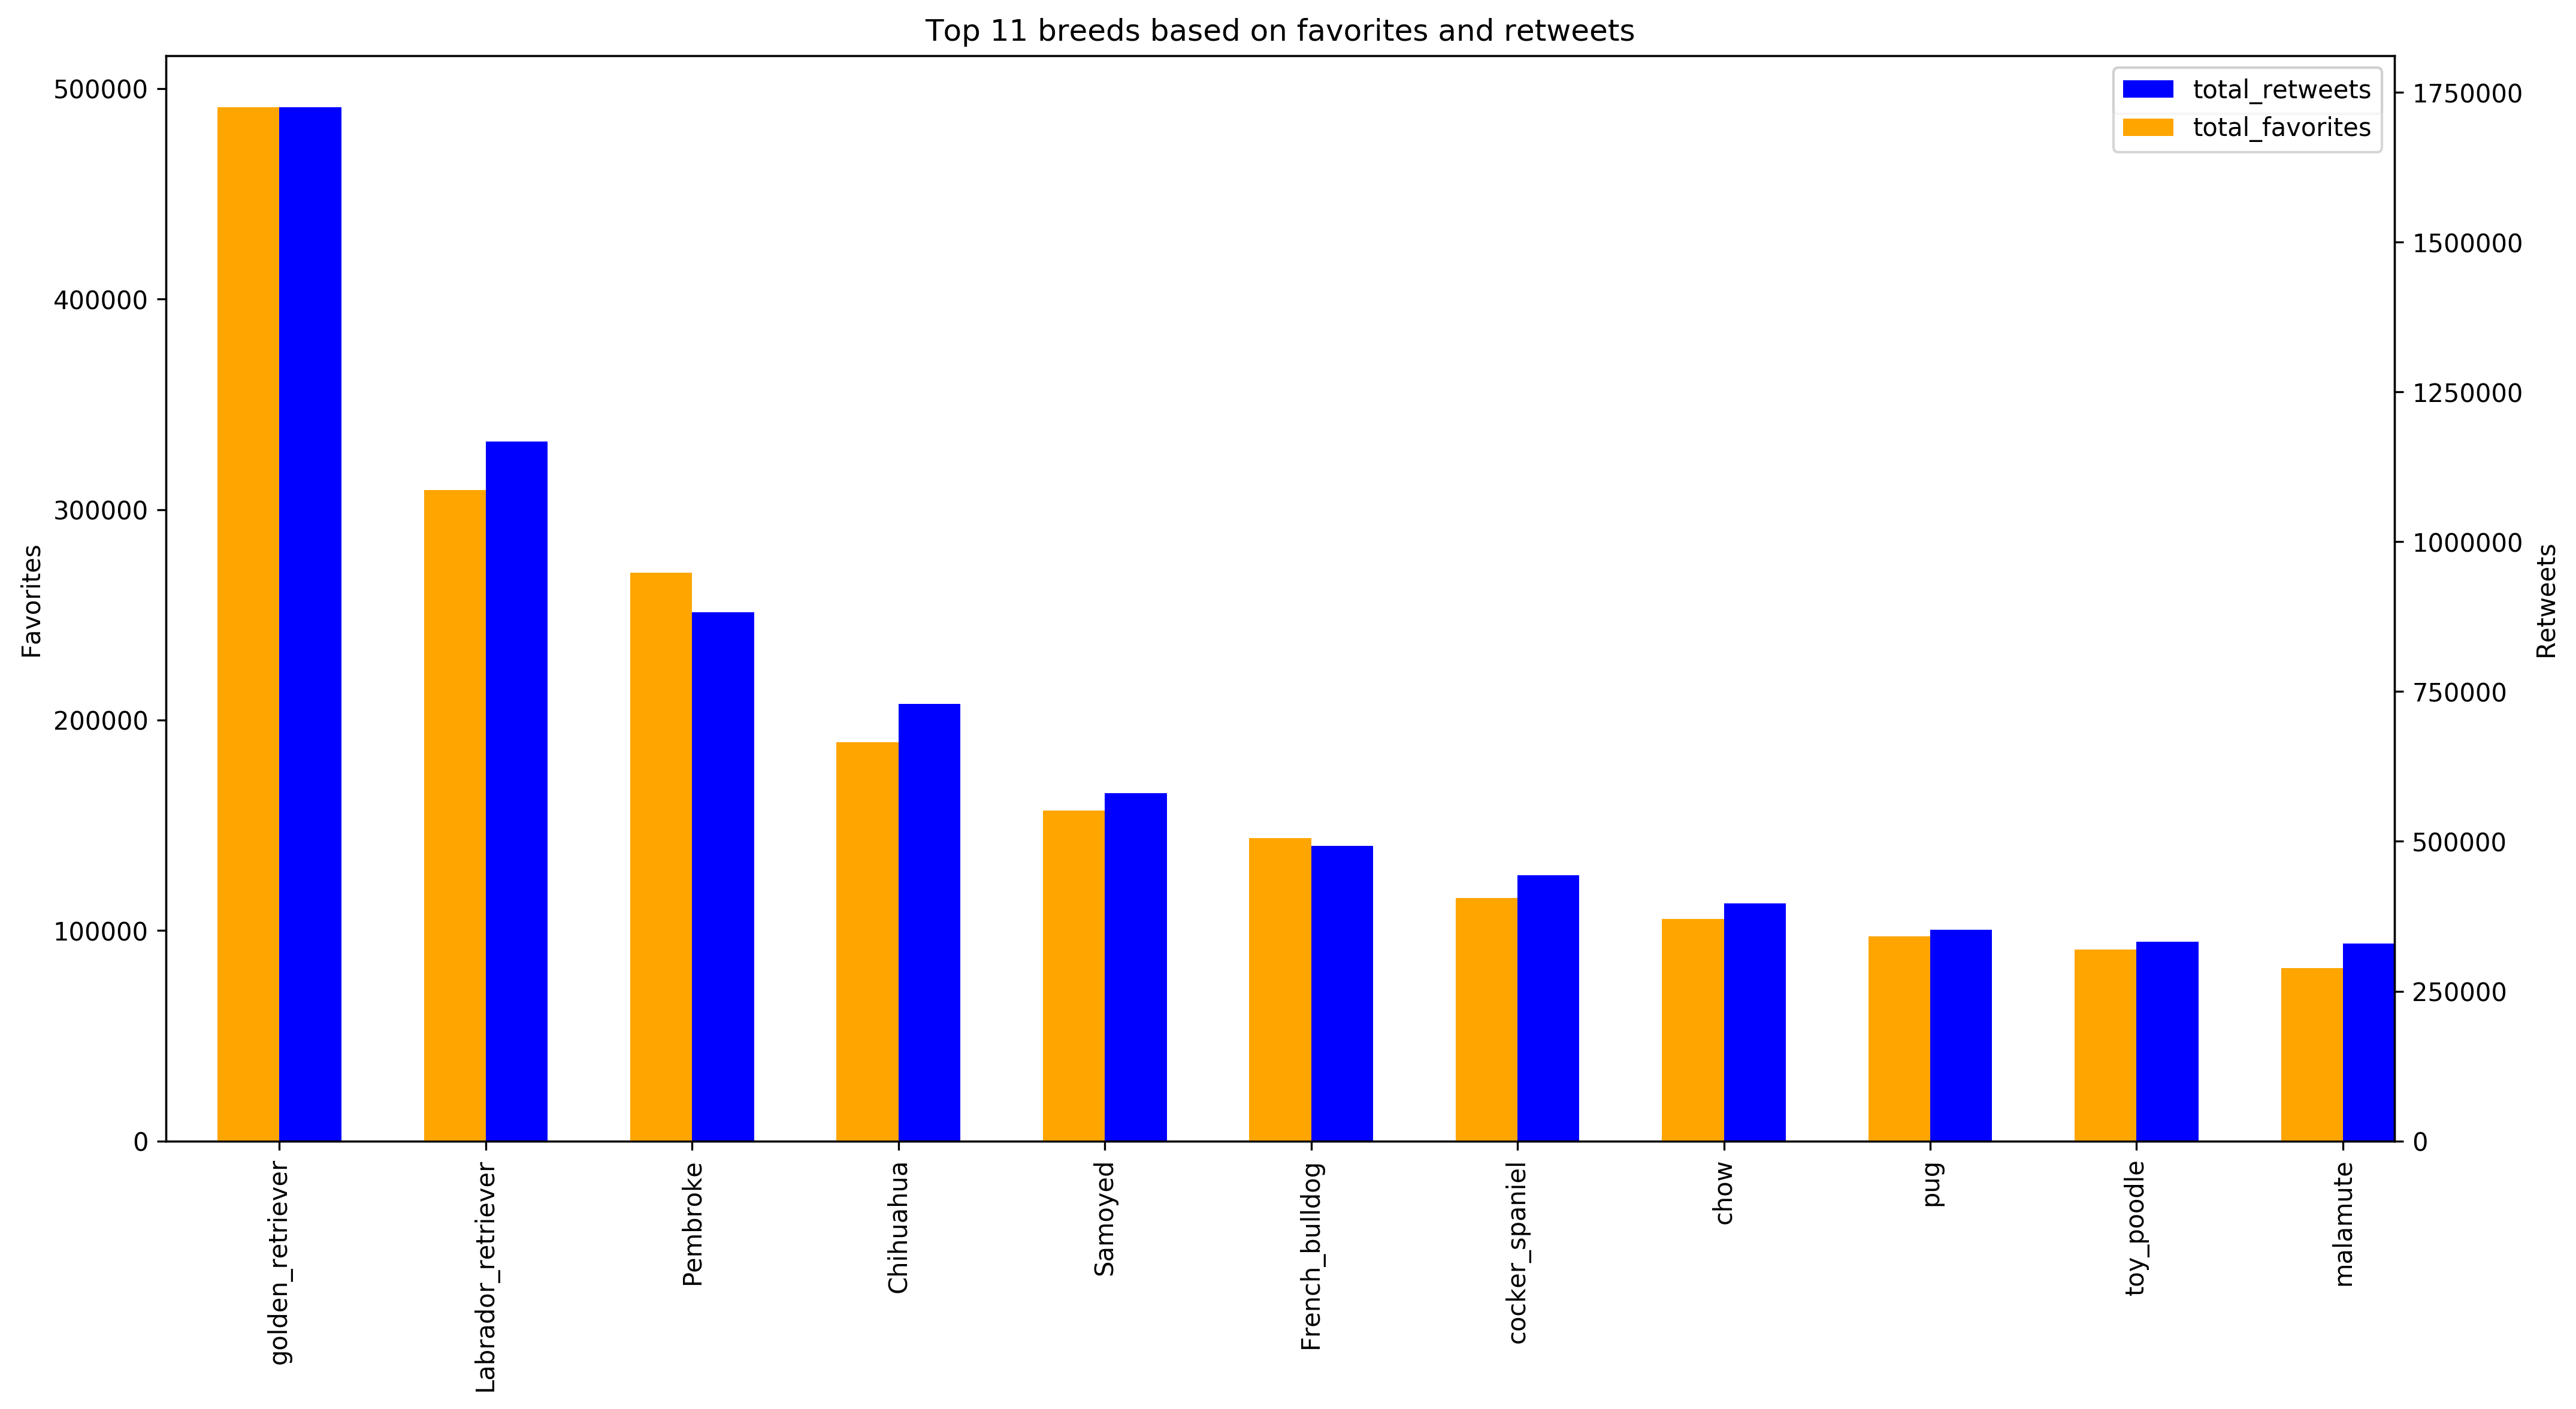 Top 11 breeds based on favorites and retweets
500000
400000
300000
200000
100000
0
Favorites
total_retweets
total_favorites
1750000
1500000
1250000
1000000
750000
500000
250000
0
Retweets
golden_retriever
Labrador_retriever
Pembroke
Chihuahua
Samoyed
French_bulldog
cocker_spaniel
chow
pug
toy_poodle
malamute